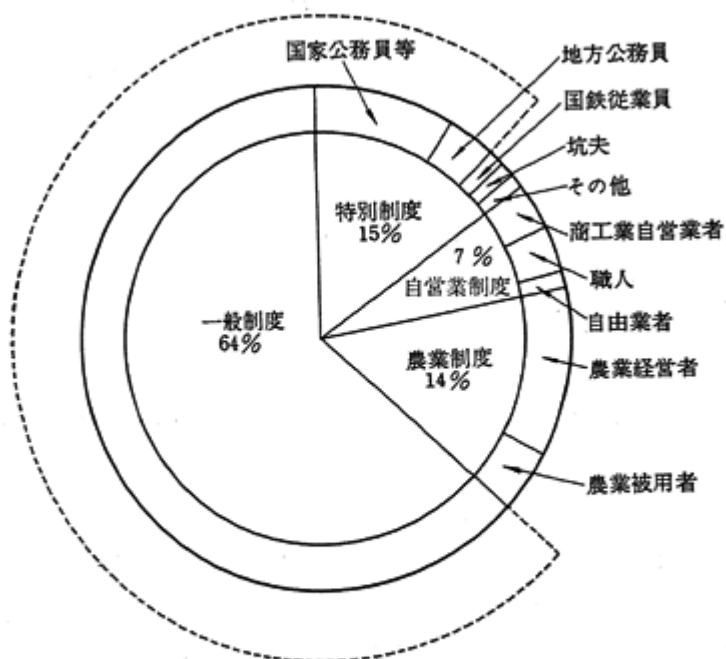 国家公務員等
地方公務員
国鉄従業員
坑夫
その他
商工業自営業者
職人
自由業者
農業経営者
農業被用者
特別制度
15%
7%
自営業制度
一般制度
64%
農業制度
14%